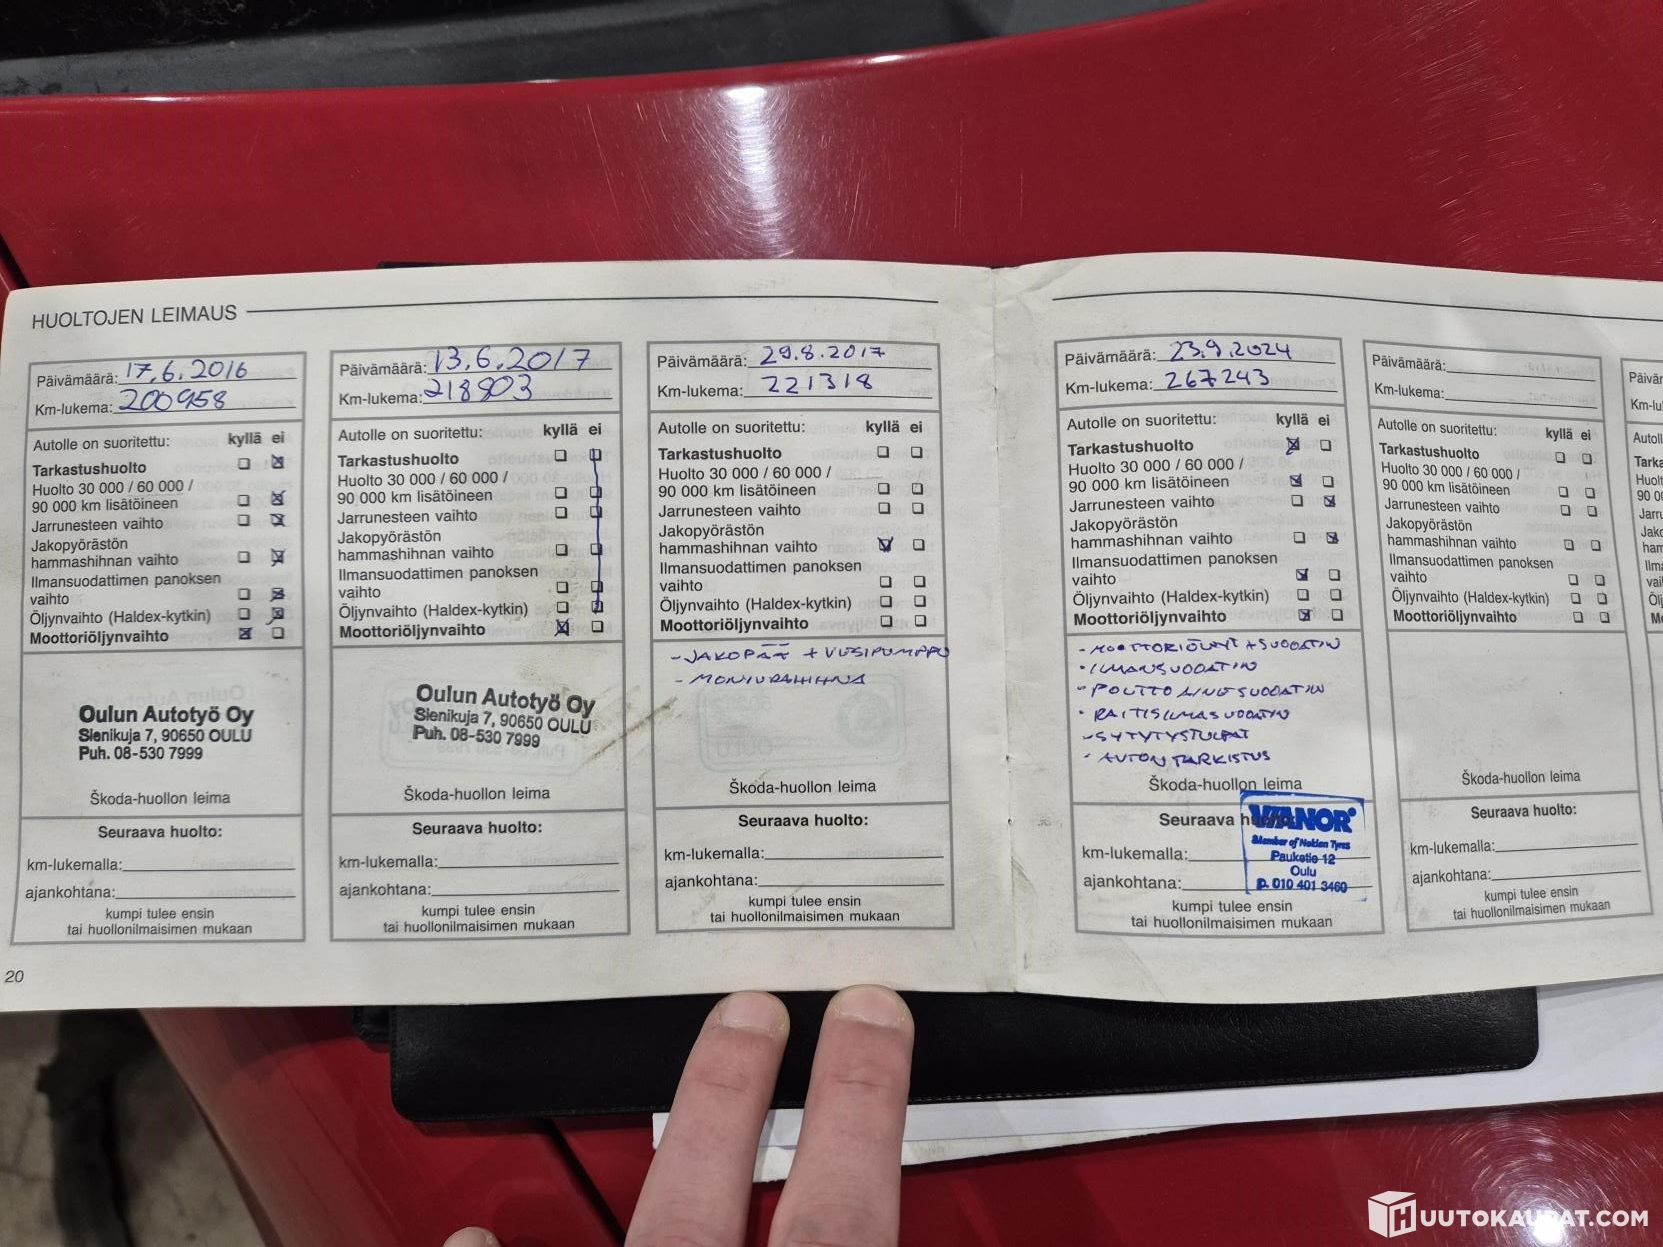 HUOLTOJEN LEIMAUS
Päivämäärä: 17.6.2016
Km-lukema: 200958
Autolle on suoritettu: kyllä ei
Tarkastushuolto
Huolto 30 000 / 60 000 /
90 000 km lisätöineen
Jarrunesteen vaihto
Jakopyörästön
hammashihnan vaihto
Ilmansuodattimen panoksen
vaihto
Öljynvaihto (Haldex-kytkin)
Moottoriöljynvaihto
Oulun Autotyö Oy
Sienikuja 7, 90650 OULU
Puh. 08-530 7999
Škoda-huollon leima
Seuraava huolto:
km-lukemalla:
ajankohtana:
kumpi tulee ensin
tai huollonilmaisimen mukaan
20
Päivämäärä: 13.6.2017
Km-lukema: 218903
Autolle on suoritettu: kyllä ei
Tarkastushuolto
Huolto 30 000 / 60 000 /
90 000 km lisätöineen
Jarrunesteen vaihto
Jakopyörästön
hammashihnan vaihto
Ilmansuodattimen panoksen
vaihto
Öljynvaihto (Haldex-kytkin)
Moottoriöljynvaihto
Oulun Autotyö Oy
Sienikuja 7, 90650 OULU
Puh. 08-530 7999
Škoda-huollon leima
Seuraava huolto:
km-lukemalla:
ajankohtana:
kumpi tulee ensin
tai huollonilmaisimen mukaan
Päivämäärä: 29.8.2017
Km-lukema: 221318
Autolle on suoritettu: kyllä ei
Tarkastushuolto
Huolto 30 000 / 60 000 /
90 000 km lisätöineen
Jarrunesteen vaihto
Jakopyörästön
hammashihnan vaihto
Ilmansuodattimen panoksen
vaihto
Öljynvaihto (Haldex-kytkin)
Moottoriöljynvaihto
- JAKOPÄÄ + VESIPUMPPU
- MONIURAHIHNA
Škoda-huollon leima
Seuraava huolto:
km-lukemalla:
ajankohtana:
kumpi tulee ensin
tai huollonilmaisimen mukaan
Päivämäärä: 23.9.2024
Km-lukema: 267243
Autolle on suoritettu: kyllä ei
Tarkastushuolto
Huolto 30 000 / 60 000 /
90 000 km lisätöineen
Jarrunesteen vaihto
Jakopyörästön
hammashihnan vaihto
Ilmansuodattimen panoksen
vaihto
Öljynvaihto (Haldex-kytkin)
Moottoriöljynvaihto
- MOOTTORIÖLJYT + SUODATIN
- ILMANSUODATIN
- POLTTOAINESUODATIN
- RAITISILMASUODATIN
- SYTYTYSTULPAT
- AUTON TARKISTUS
Škoda-huollon leima
Seuraava huolto:
VIANOR
Member of Nokian Tyres
Pauketie 12
Oulu
P. 010 401 3460
km-lukemalla:
ajankohtana:
kumpi tulee ensin
tai huollonilmaisimen mukaan
Päivämäärä:
Km-lukema:
Autolle on suoritettu: kyllä ei
Tarkastushuolto
Huolto 30 000 / 60 000 /
90 000 km lisätöineen
Jarrunesteen vaihto
Jakopyörästön
hammashihnan vaihto
Ilmansuodattimen panoksen
vaihto
Öljynvaihto (Haldex-kytkin)
Moottoriöljynvaihto
Škoda-huollon leima
Seuraava huolto:
km-lukemalla:
ajankohtana:
kumpi tulee ensin
tai huollonilmaisimen mukaan
HUUTOKAUPAT.COM